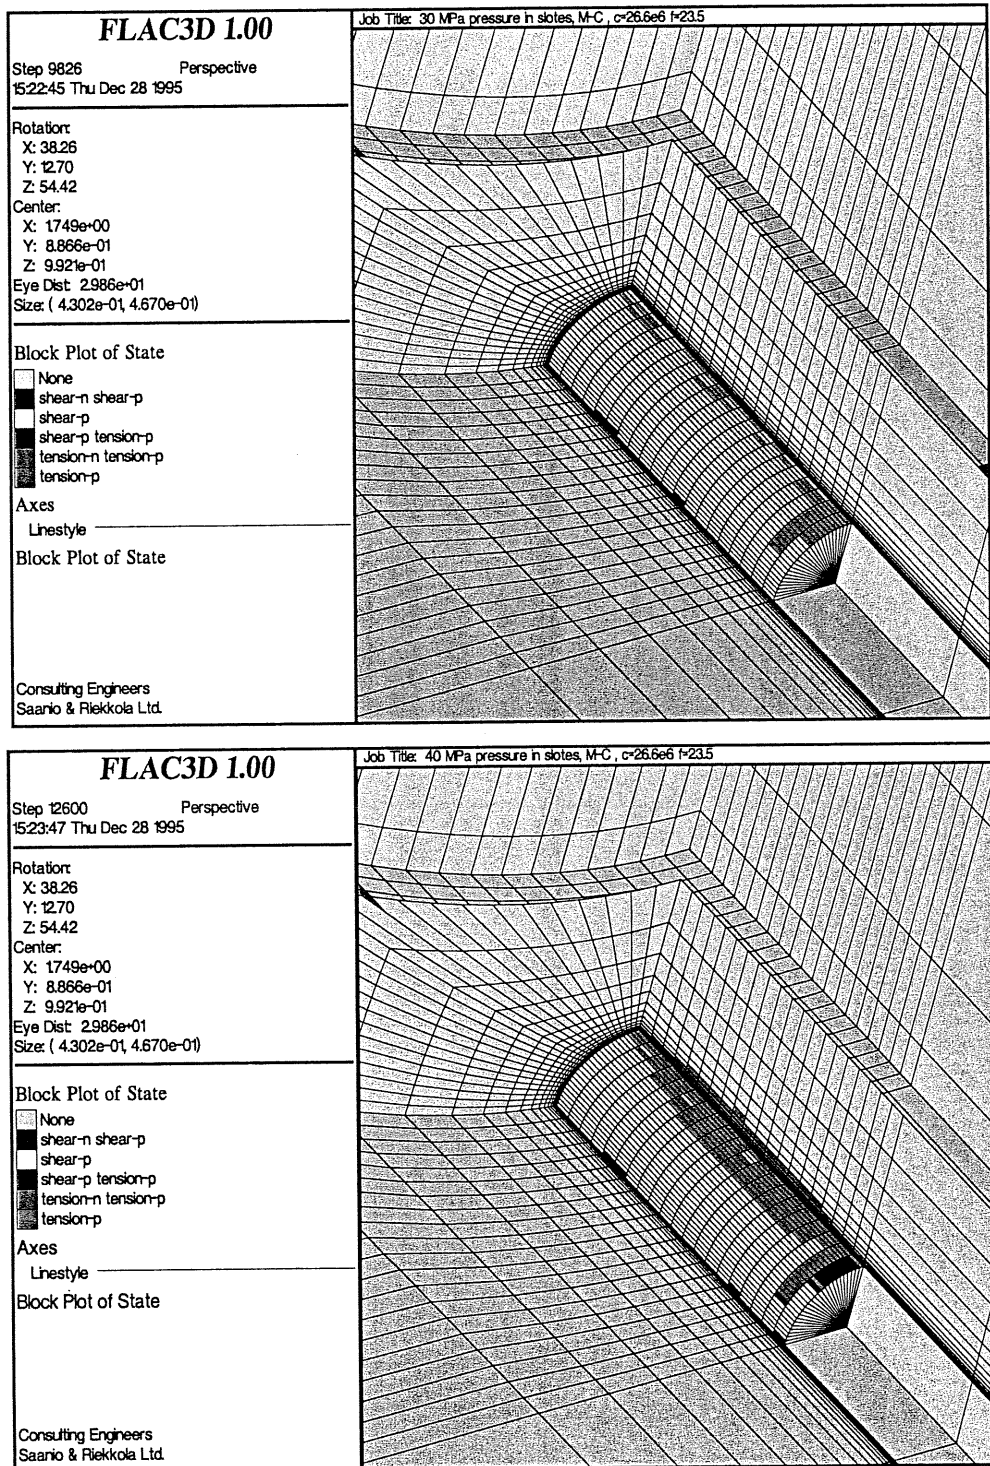 FLAC3D 1.00
Step 9826 Perspective
15:22:45 Thu Dec 28 1995
Rotation:
X: 38.26
Y: 12.70
Z: 54.42
Center:
X: 1.749e+00
Y: 8.866e-01
Z: 9.921e-01
Eye Dist: 2.986e+01
Size: ( 4.302e-01, 4.670e-01)
Block Plot of State
None
shear-n shear-p
shear-p
shear-p tension-p
tension-n tension-p
tension-p
Axes
Linestyle
Block Plot of State
Consulting Engineers
Saanio & Riekkola Ltd.
Job Title: 30 MPa pressure in slotes, M-C , c=26.6e6 f=23.5
FLAC3D 1.00
Step 12600 Perspective
15:23:47 Thu Dec 28 1995
Rotation:
X: 38.26
Y: 12.70
Z: 54.42
Center:
X: 1.749e+00
Y: 8.866e-01
Z: 9.921e-01
Eye Dist: 2.986e+01
Size: ( 4.302e-01, 4.670e-01)
Block Plot of State
None
shear-n shear-p
shear-p
shear-p tension-p
tension-n tension-p
tension-p
Axes
Linestyle
Block Plot of State
Consulting Engineers
Saanio & Riekkola Ltd.
Job Title: 40 MPa pressure in slotes, M-C , c=26.6e6 f=23.5